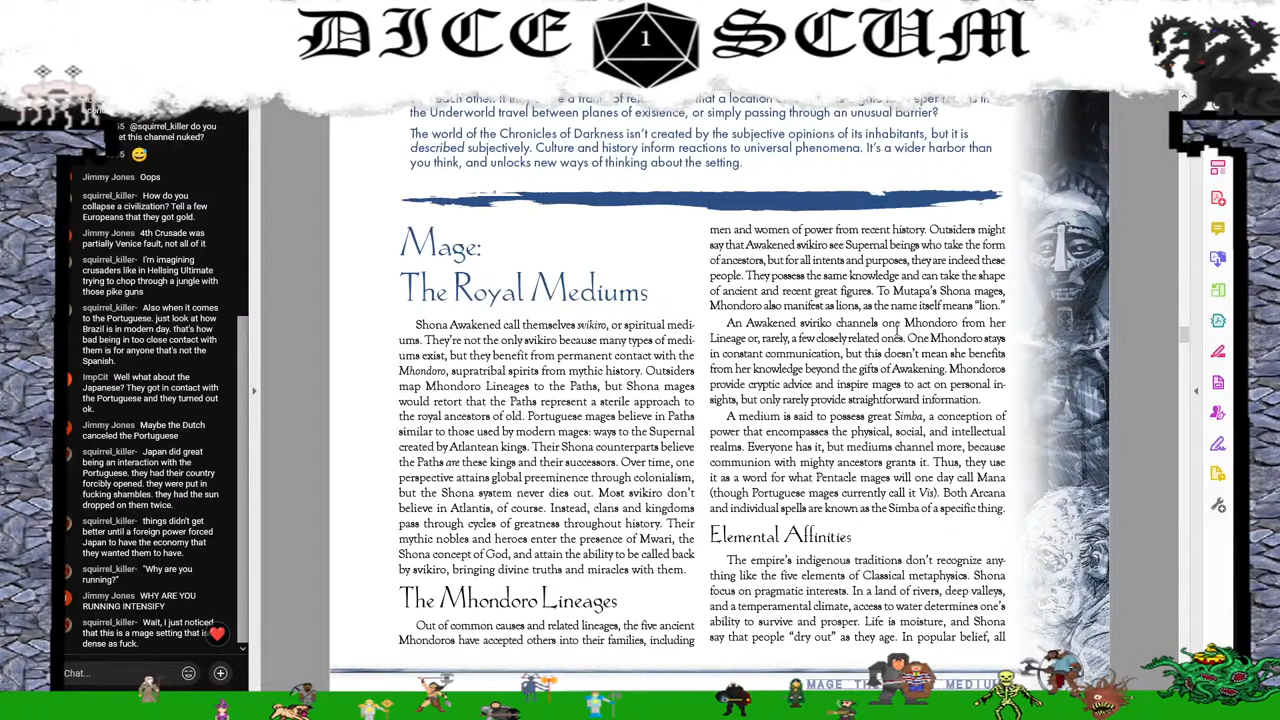 DICE SCUM
1
@squirrel_killer do you
et this channel nuked?
Jimmy Jones Oops
squirrel_killer- How do you
collapse a civilization? Tell a few
Europeans that they got gold.
Jimmy Jones 4th Crusade was
partially Venice fault, not all of it
squirrel_killer- I'm imagining
crusaders like in Hellsing Ultimate
trying to chop through a jungle with
those pike guns
squirrel_killer- Also when it comes
to the Portuguese. just look at how
Brazil is in modern day. that's how
bad being in too close contact with
them is for anyone that's not the
Spanish.
ImpCit Well what about the
Japanese? They got in contact with
the Portuguese and they turned out
ok.
Jimmy Jones Maybe the Dutch
canceled the Portuguese
squirrel_killer- Japan did great
being an interaction with the
Portuguese. they had their country
forcibly opened. they were put in
fucking shambles. they had the sun
dropped on them twice.
squirrel_killer- things didn't get
better until a foreign power forced
Japan to have the economy that
they wanted them to have.
squirrel_killer- "Why are you
running?"
Jimmy Jones WHY ARE YOU
RUNNING INTENSIFY
squirrel_killer- Wait, I just noticed
that this is a mage setting that is
dense as fuck.
Chat...
the Underworld travel between planes of existence, or simply passing through an unusual barrier?
The world of the Chronicles of Darkness isn't created by the subjective opinions of its inhabitants, but it is
described subjectively. Culture and history inform reactions to universal phenomena. It's a wider harbor than
you think, and unlocks new ways of thinking about the setting.
Mage:
The Royal Mediums
Shona Awakened call themselves svikiro, or spiritual medi-
ums. They're not the only svikiro because many types of medi-
ums exist, but they benefit from permanent contact with the
Mhondoro, supratribal spirits from mythic history. Outsiders
map Mhondoro Lineages to the Paths, but Shona mages
would retort that the Paths represent a sterile approach to
the royal ancestors of old. Portuguese mages believe in Paths
similar to those used by modern mages: ways to the Supernal
created by Atlantean kings. Their Shona counterparts believe
the Paths are these kings and their successors. Over time, one
perspective attains global preeminence through colonialism,
but the Shona system never dies out. Most svikiro don't
believe in Atlantis, of course. Instead, clans and kingdoms
pass through cycles of greatness throughout history. Their
mythic nobles and heroes enter the presence of Mwari, the
Shona concept of God, and attain the ability to be called back
by svikiro, bringing divine truths and miracles with them.
The Mhondoro Lineages
Out of common causes and related lineages, the five ancient
Mhondoros have accepted others into their families, including
men and women of power from recent history. Outsiders might
say that Awakened svikiro see Supernal beings who take the form
of ancestors, but for all intents and purposes, they are indeed these
people. They possess the same knowledge and can take the shape
of ancient and recent great figures. To Mutapa's Shona mages,
Mhondoro also manifest as lions, as the name itself means “lion.”
An Awakened sviriko channels one Mhondoro from her
Lineage or, rarely, a few closely related ones. One Mhondoro stays
in constant communication, but this doesn't mean she benefits
from her knowledge beyond the gifts of Awakening. Mhondoros
provide cryptic advice and inspire mages to act on personal in-
sights, but only rarely provide straightforward information.
A medium is said to possess great Simba, a conception of
power that encompasses the physical, social, and intellectual
realms. Everyone has it, but mediums channel more, because
communion with mighty ancestors grants it. Thus, they use
it as a word for what Pentacle mages will one day call Mana
(though Portuguese mages currently call it Vis). Both Arcana
and individual spells are known as the Simba of a specific thing.
Elemental Affinities
The empire's indigenous traditions don't recognize any-
thing like the five elements of Classical metaphysics. Shona
focus on pragmatic interests. In a land of rivers, deep valleys,
and a temperamental climate, access to water determines one's
ability to survive and prosper. Life is moisture, and Shona
say that people “dry out” as they age. In popular belief, all